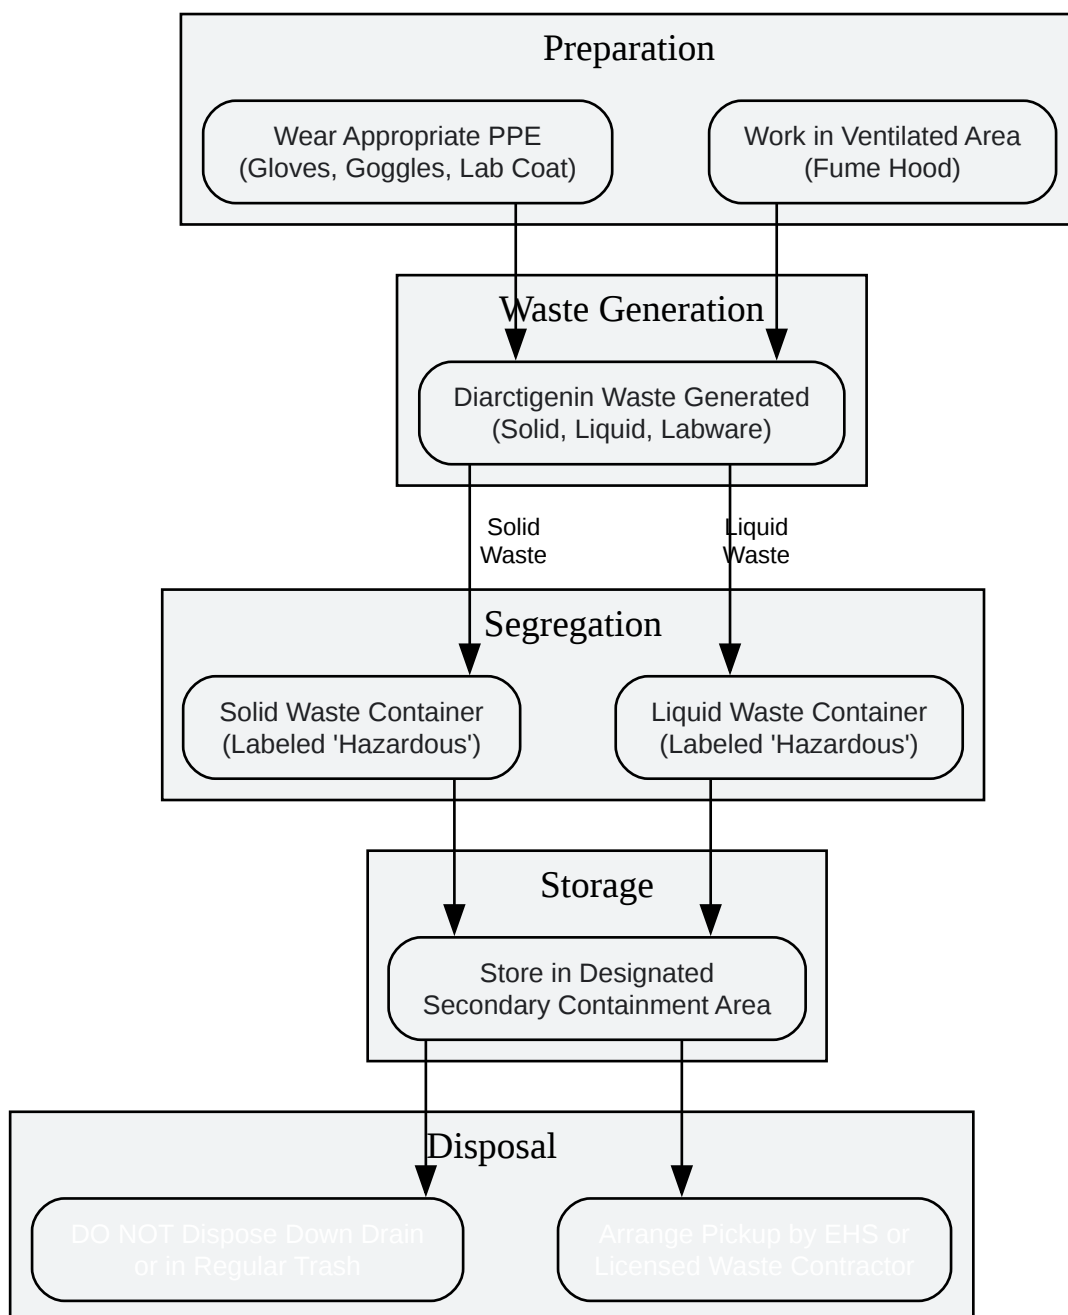 Preparation
Wear Appropriate PPE
(Gloves, Goggles, Lab Coat)
Work in Ventilated Area
(Fume Hood)
Waste Generation
Diarctigenin Waste Generated
(Solid, Liquid, Labware)
Solid
Waste
Liquid
Waste
Segregation
Solid Waste Container
(Labeled 'Hazardous')
Liquid Waste Container
(Labeled 'Hazardous')
Storage
Store in Designated
Secondary Containment Area
Disposal
DO NOT Dispose Down Drain
or in Regular Trash
Arrange Pickup by EHS or
Licensed Waste Contractor